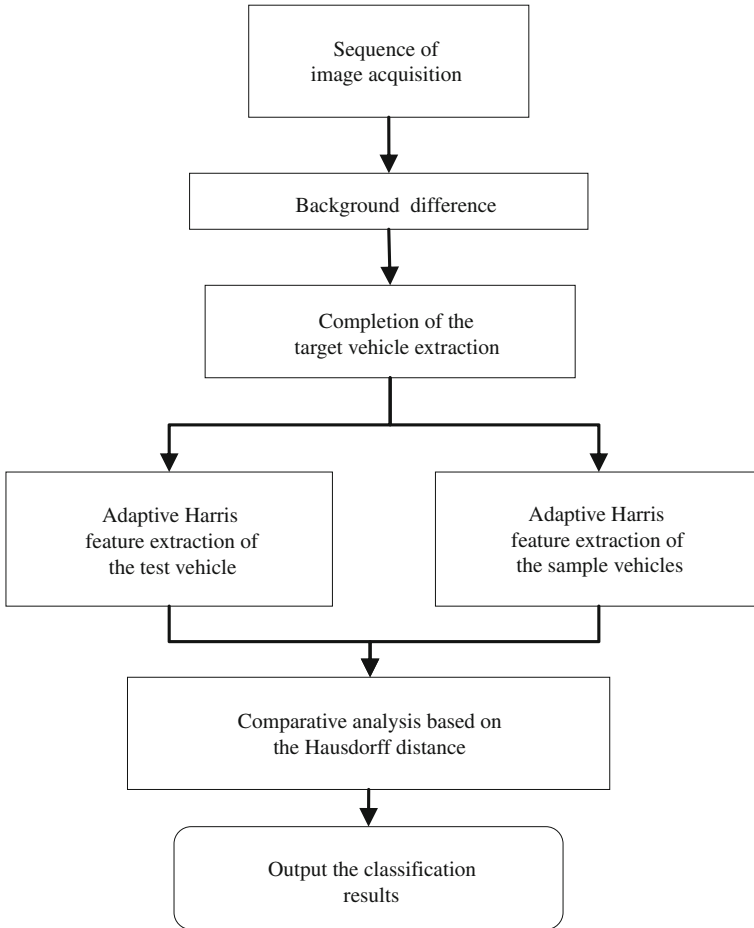 Sequence of
image acquisition
Background difference
Completion of the
target vehicle extraction
Adaptive Harris
feature extraction of
the test vehicle
Adaptive Harris
feature extraction of
the sample vehicles
Comparative analysis based on
the Hausdorff distance
Output the classification
results